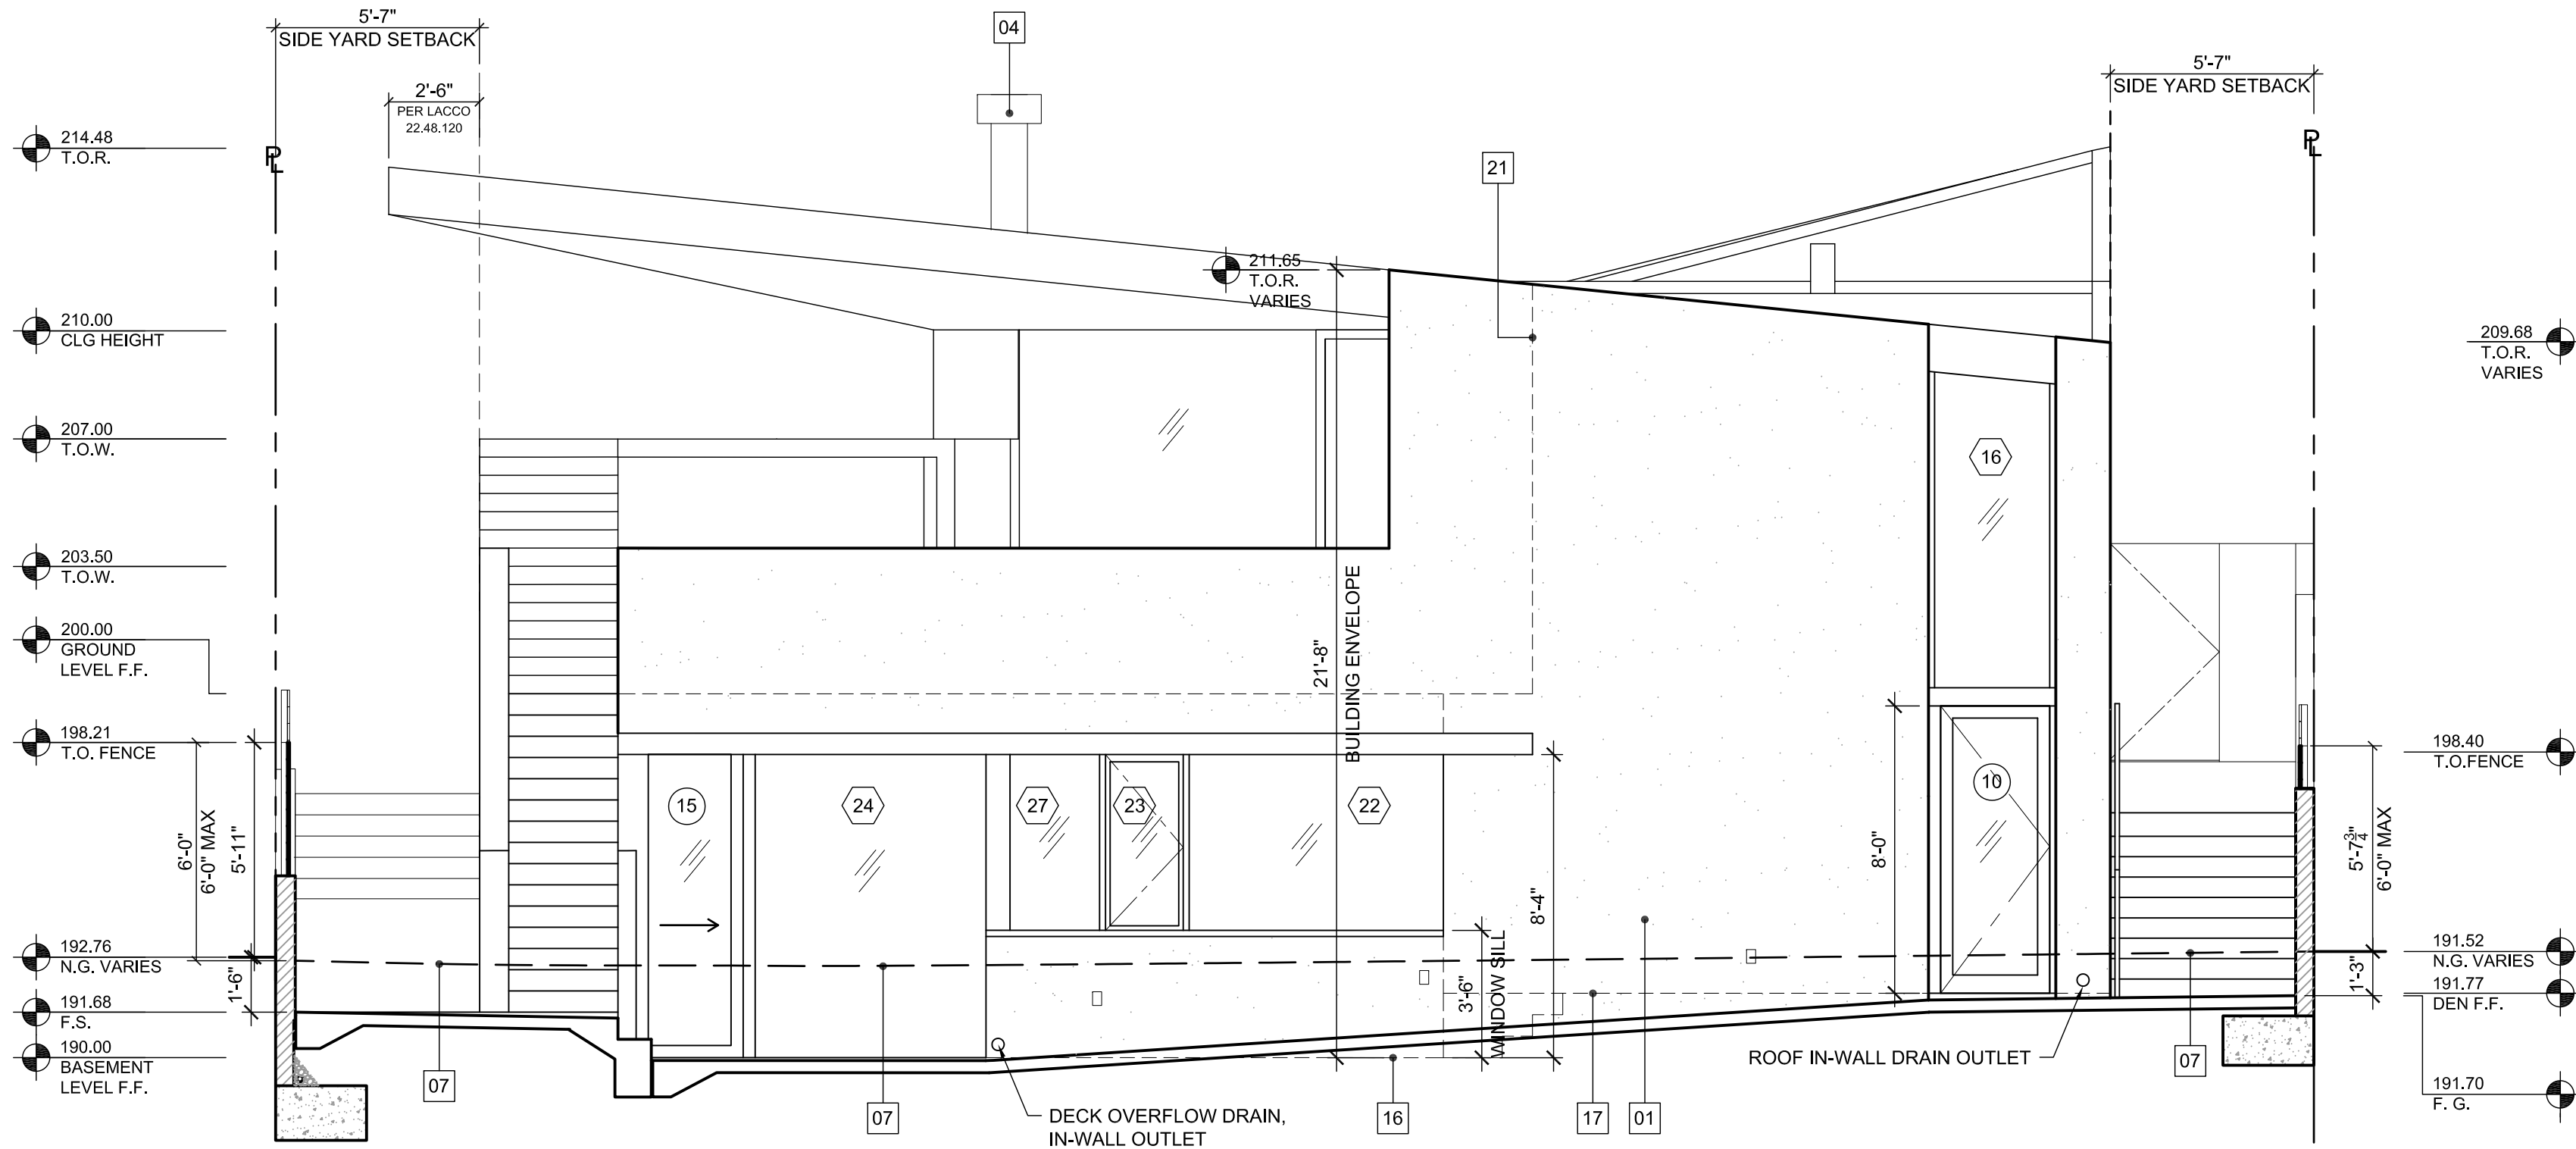 5'-7"
SIDE YARD SETBACK
2'-6"
PER LACCO
22.48.120
04
5'-7"
SIDE YARD SETBACK
214.48
T.O.R.
PL
PL
21
211.65
T.O.R.
VARIES
210.00
CLG HEIGHT
209.68
T.O.R.
VARIES
207.00
T.O.W.
16
203.50
T.O.W.
200.00
GROUND
LEVEL F.F.
21'-8"
BUILDING ENVELOPE
198.21
T.O. FENCE
198.40
T.O.FENCE
6'-0"
6'-0" MAX
5'-11"
15
24
27
23
22
10
8'-4"
8'-0"
5'-7 3/4"
6'-0" MAX
192.76
N.G. VARIES
1'-6"
3'-6"
WINDOW SILL
191.52
N.G. VARIES
1'-3"
191.68
F.S.
191.77
DEN F.F.
190.00
BASEMENT
LEVEL F.F.
ROOF IN-WALL DRAIN OUTLET
07
07
07
DECK OVERFLOW DRAIN,
IN-WALL OUTLET
16
17
01
191.70
F. G.